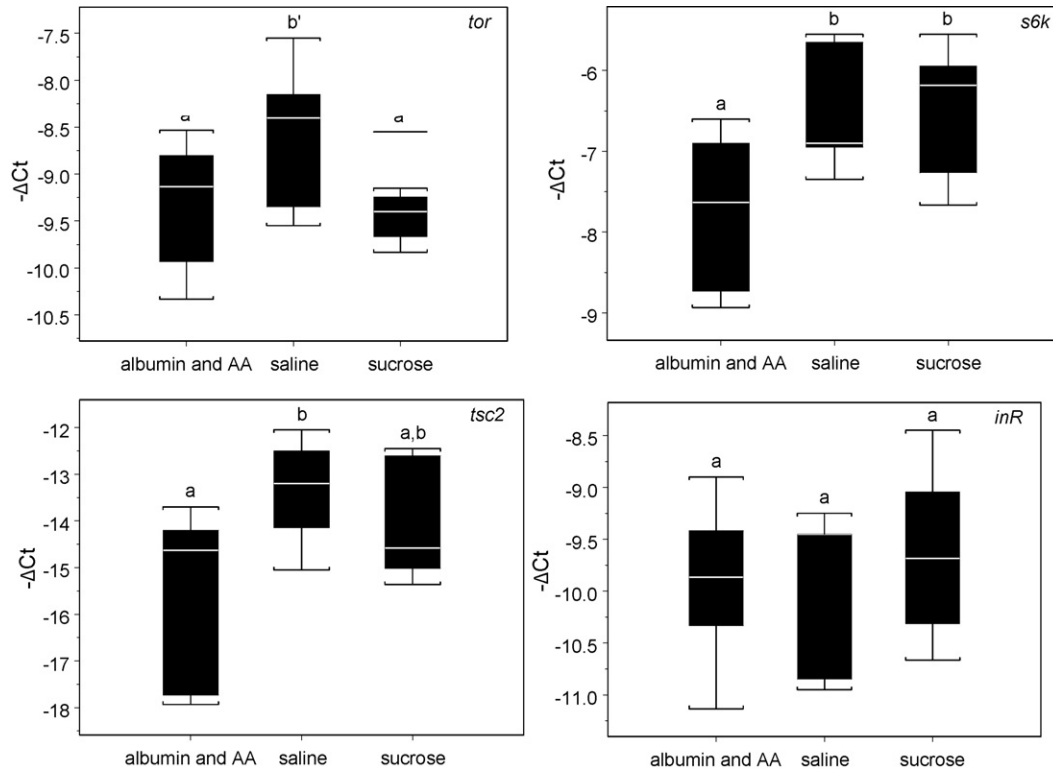 tor
b'
a
a
-7.5
-8.0
-8.5
-9.0
-9.5
-10.0
-10.5
-ΔCt
albumin and AA saline sucrose
s6k
a
b
b
-6
-7
-8
-9
-ΔCt
albumin and AA saline sucrose
tsc2
a
b
a,b
-12
-13
-14
-15
-16
-17
-18
-ΔCt
albumin and AA saline sucrose
inR
a
a
a
-8.5
-9.0
-9.5
-10.0
-10.5
-11.0
-ΔCt
albumin and AA saline sucrose